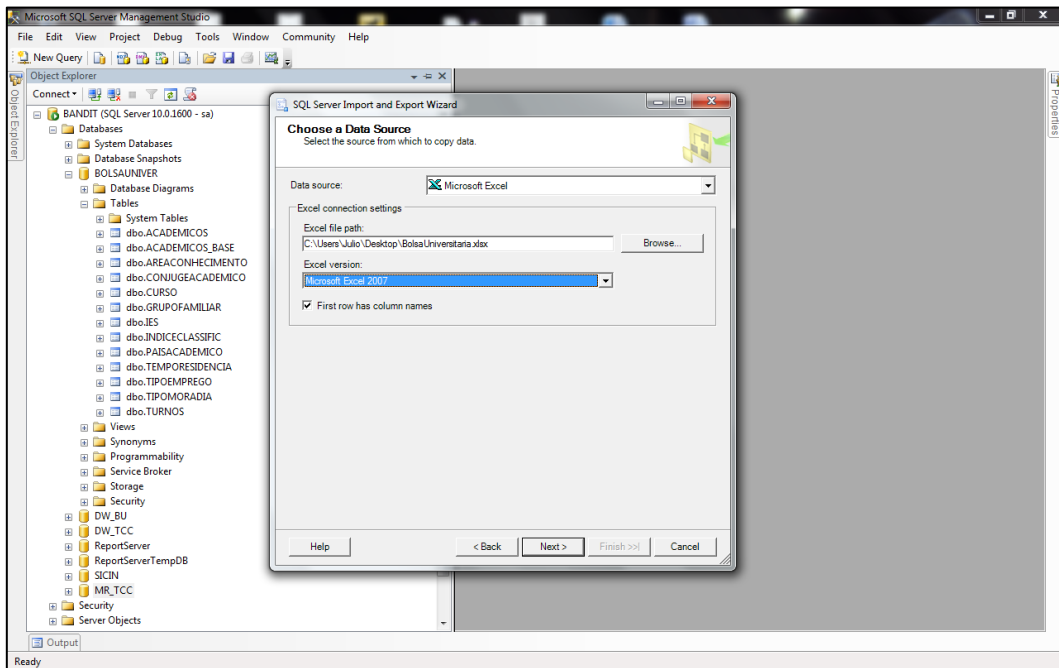 Microsoft SQL Server Management Studio
File Edit View Project Debug Tools Window Community Help
New Query
Object Explorer
Connect
Object Explorer
Properties
BANDIT (SQL Server 10.0.1600 - sa)
Databases
System Databases
Database Snapshots
BOLSAUNIVER
Database Diagrams
Tables
System Tables
dbo.ACADEMICOS
dbo.ACADEMICOS_BASE
dbo.AREACONHECIMENTO
dbo.CONJUGEACADEMICO
dbo.CURSO
dbo.GRUPOFAMILIAR
dbo.IES
dbo.INDICECLASSIFIC
dbo.PAISACADEMICO
dbo.TEMPORESIDENCIA
dbo.TIPOEMPREGO
dbo.TIPOMORADIA
dbo.TURNOS
Views
Synonyms
Programmability
Service Broker
Storage
Security
DW_BU
DW_TCC
ReportServer
ReportServerTempDB
SICIN
MR_TCC
Security
Server Objects
Output
Ready
SQL Server Import and Export Wizard
Choose a Data Source
Select the source from which to copy data.
Data source: Microsoft Excel
Excel connection settings
Excel file path:
C:\Users\Julio\Desktop\BolsaUniversitaria.xlsx Browse...
Excel version:
Microsoft Excel 2007
First row has column names
Help < Back Next > Finish >>| Cancel